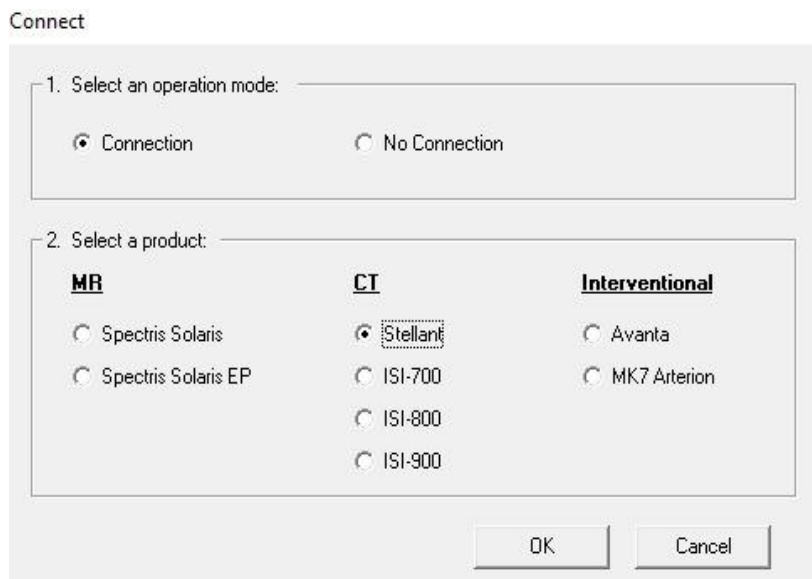 Connect
1. Select an operation mode:
Connection No Connection
2. Select a product:
MR CT Interventional
Spectris Solaris Stellant Avanta
Spectris Solaris EP ISI-700 MK7 Arterion
ISI-800
ISI-900
OK Cancel